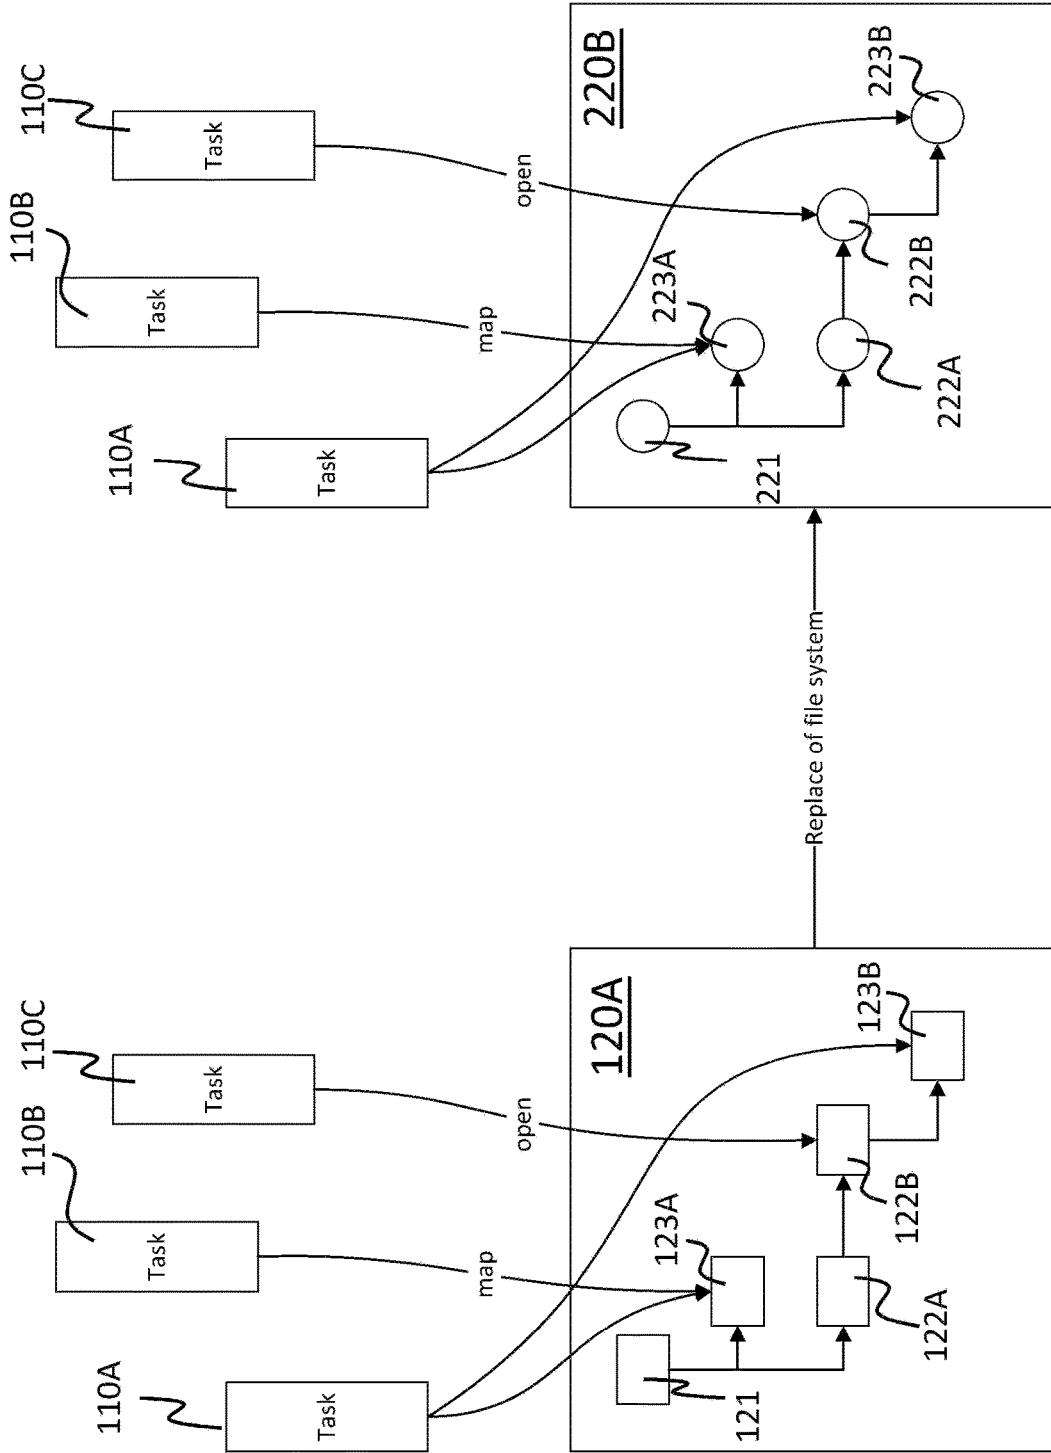 110A
Task
110B
Task
110C
Task
map
open
120A
121
123A
122A
122B
123B
Replace of file system
110A
Task
110B
Task
110C
Task
map
open
220B
221
223A
222A
222B
223B